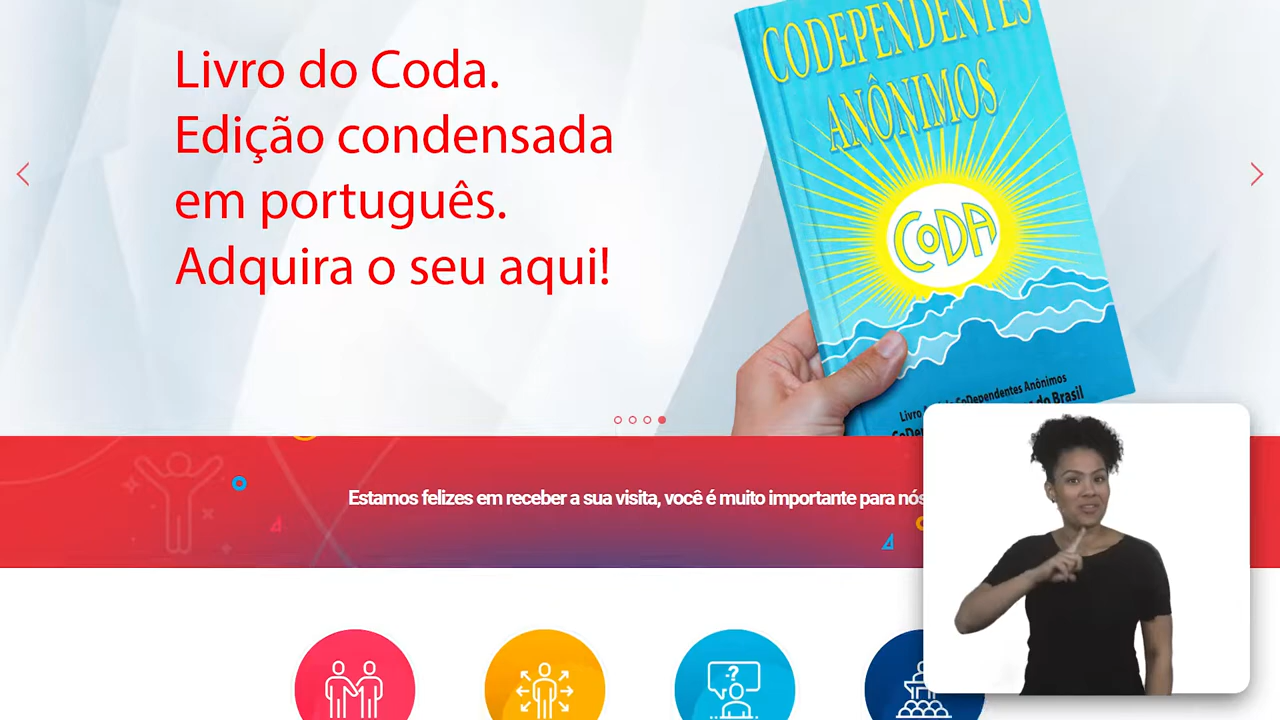 Livro do Coda.
Edição condensada
em português.
Adquira o seu aqui!
CODEPENDENTES
ANÔNIMOS
CODA
CoDependentes Anônimos
do Brasil
Estamos felizes em receber a sua visita, você é muito importante para nós
?